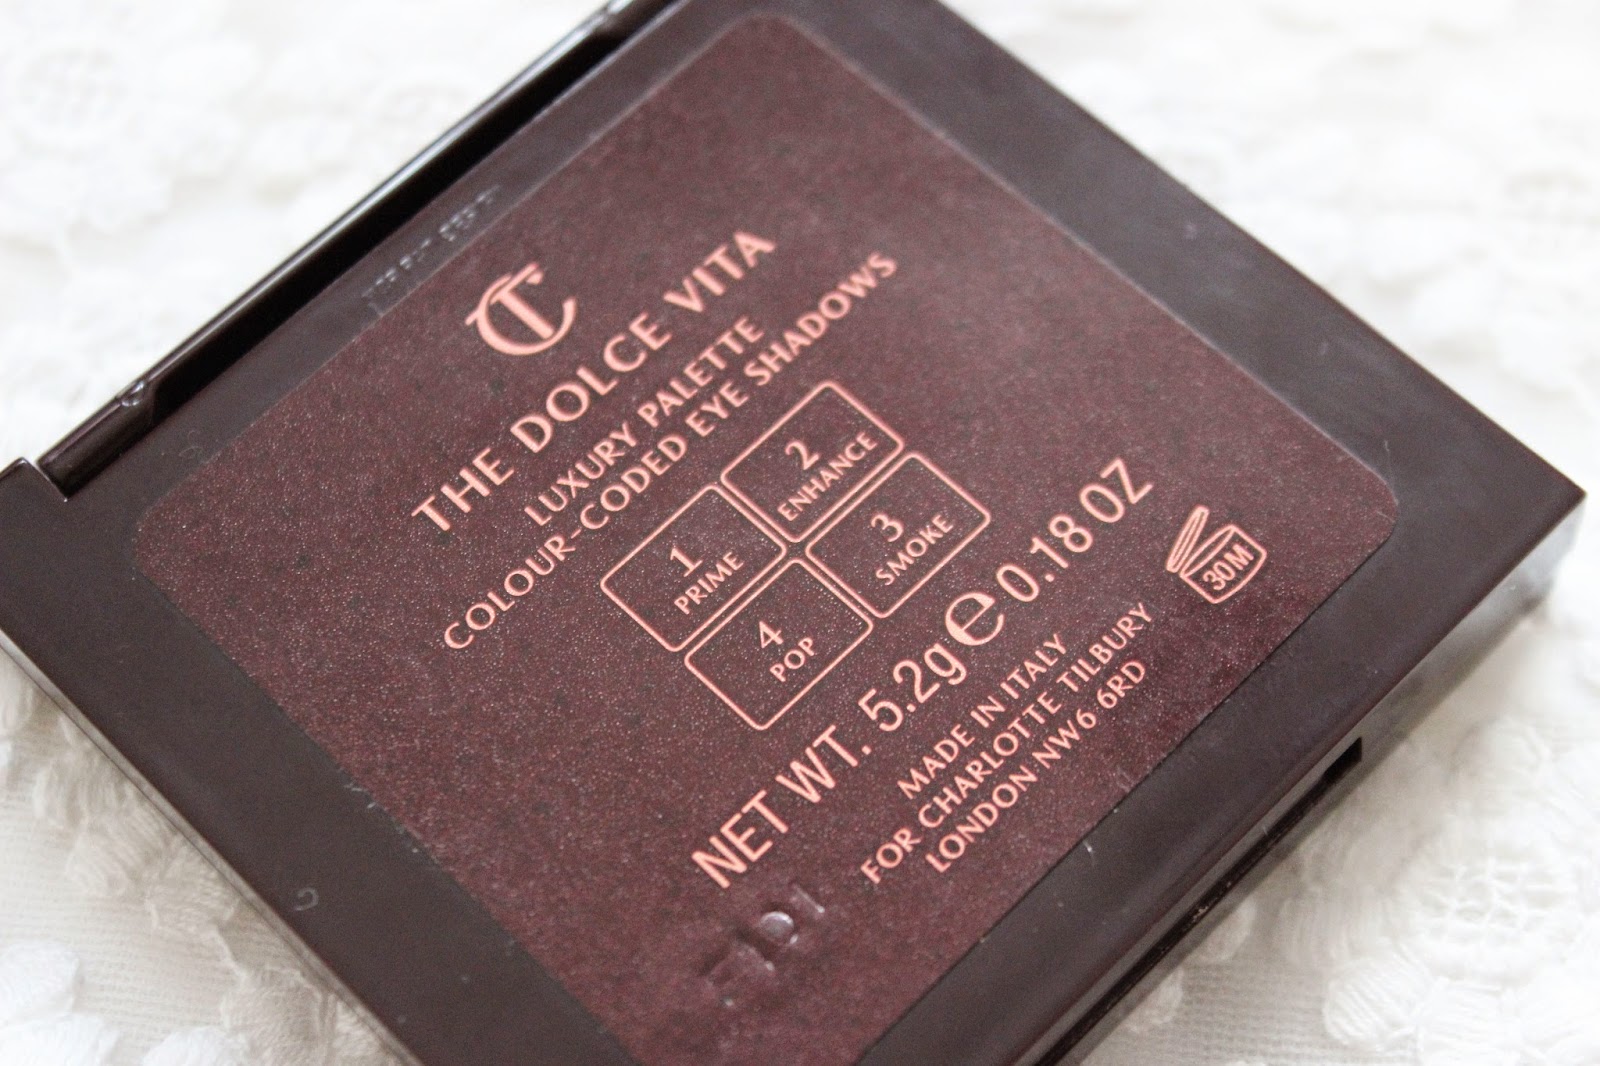 CT
THE DOLCE VITA
LUXURY PALETTE
COLOUR-CODED EYE SHADOWS
1 2
PRIME ENHANCE
4 3
POP SMOKE
NET WT. 5.2g e 0.18 OZ
30M
MADE IN ITALY
FOR CHARLOTTE TILBURY
LONDON NW6 6RD